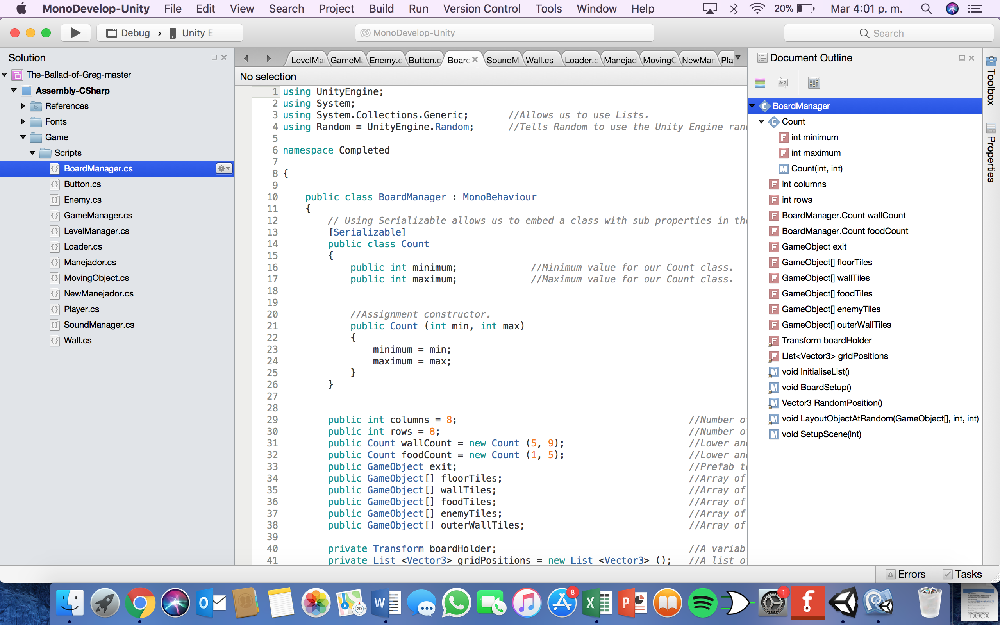 MonoDevelop-Unity File Edit View Search Project Build Run Version Control Tools Window Help 20% Mar 4:01 p. m.
Debug › Unity E MonoDevelop-Unity Search
Solution
The-Ballad-of-Greg-master
Assembly-CSharp
References
Fonts
Game
Scripts
BoardManager.cs
Button.cs
Enemy.cs
GameManager.cs
LevelManager.cs
Loader.cs
Manejador.cs
MovingObject.cs
NewManejador.cs
Player.cs
SoundManager.cs
Wall.cs
LevelMa GameMa Enemy.c Button.c Board SoundM Wall.cs Loader.c Manejad MovingC NewMan Play
No selection
1 using UnityEngine;
2 using System;
3 using System.Collections.Generic; //Allows us to use Lists.
4 using Random = UnityEngine.Random; //Tells Random to use the Unity Engine ran
5
6 namespace Completed
7
8 {
9
10 public class BoardManager : MonoBehaviour
11 {
12 // Using Serializable allows us to embed a class with sub properties in the
13 [Serializable]
14 public class Count
15 {
16 public int minimum; //Minimum value for our Count class.
17 public int maximum; //Maximum value for our Count class.
18
19
20 //Assignment constructor.
21 public Count (int min, int max)
22 {
23 minimum = min;
24 maximum = max;
25 }
26 }
27
28
29 public int columns = 8; //Number o
30 public int rows = 8; //Number o
31 public Count wallCount = new Count (5, 9); //Lower an
32 public Count foodCount = new Count (1, 5); //Lower an
33 public GameObject exit; //Prefab t
34 public GameObject[] floorTiles; //Array of
35 public GameObject[] wallTiles; //Array of
36 public GameObject[] foodTiles; //Array of
37 public GameObject[] enemyTiles; //Array of
38 public GameObject[] outerWallTiles; //Array of
39
40 private Transform boardHolder; //A variab
41 private List <Vector3> gridPositions = new List <Vector3> (); //A list o
Document Outline
BoardManager
Count
int minimum
int maximum
Count(int, int)
int columns
int rows
BoardManager.Count wallCount
BoardManager.Count foodCount
GameObject exit
GameObject[] floorTiles
GameObject[] wallTiles
GameObject[] foodTiles
GameObject[] enemyTiles
GameObject[] outerWallTiles
Transform boardHolder
List<Vector3> gridPositions
void InitialiseList()
void BoardSetup()
Vector3 RandomPosition()
void LayoutObjectAtRandom(GameObject[], int, int)
void SetupScene(int)
Toolbox
Properties
Errors Tasks
8 1
DOCX